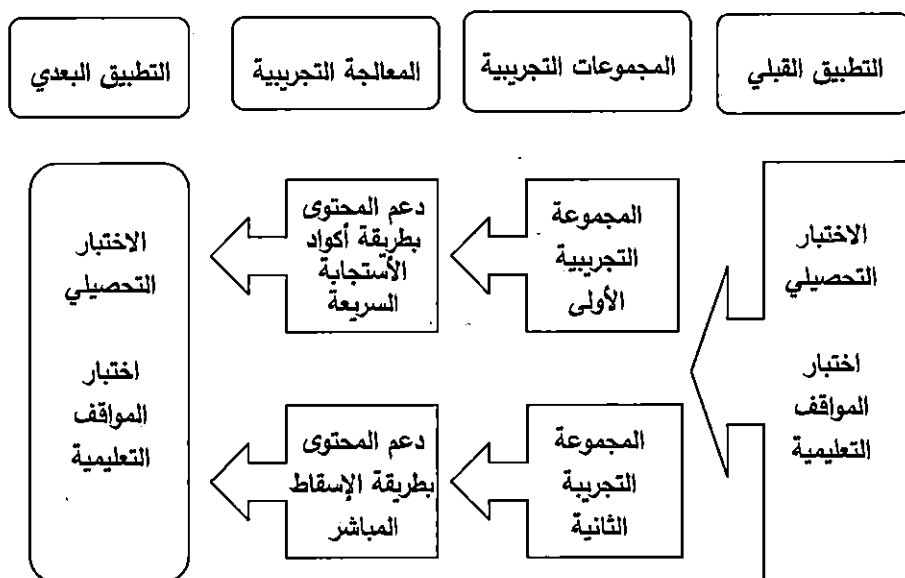 التطبيق القبلي
المجموعات التجريبية
المعالجة التجريبية
التطبيق البعدي
الاختبار
التحصيلي
اختبار
المواقف
التعليمية
المجموعة
التجريبية
الأولى
دعم المحتوى
بطريقة أكواد
الأستجابة
السريعة
المجموعة
التجريبة
الثانية
دعم المحتوى
بطريقة الإسقاط
المباشر
الاختبار
التحصيلي
اختبار
المواقف
التعليمية